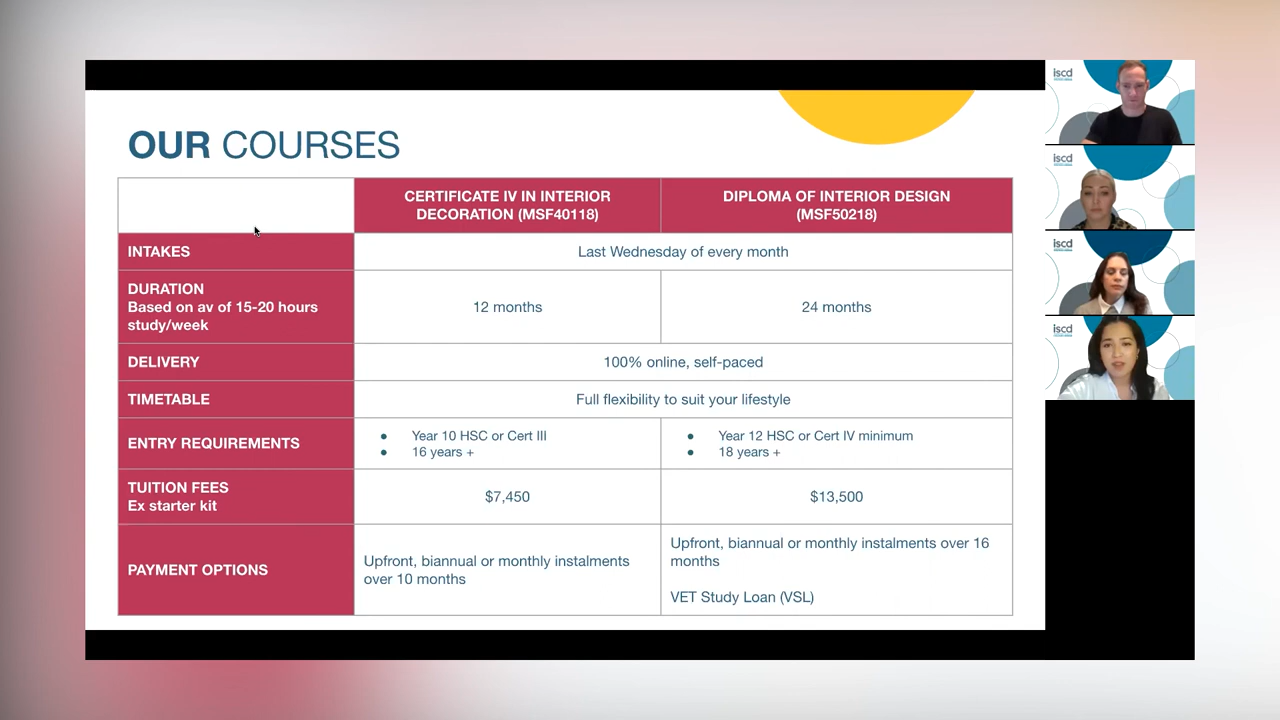 OUR COURSES
CERTIFICATE IV IN INTERIOR
DECORATION (MSF40118)
DIPLOMA OF INTERIOR DESIGN
(MSF50218)
INTAKES
Last Wednesday of every month
DURATION
Based on av of 15-20 hours
study/week
12 months
24 months
DELIVERY
100% online, self-paced
TIMETABLE
Full flexibility to suit your lifestyle
ENTRY REQUIREMENTS
● Year 10 HSC or Cert III
● 16 years +
● Year 12 HSC or Cert IV minimum
● 18 years +
TUITION FEES
Ex starter kit
$7,450
$13,500
PAYMENT OPTIONS
Upfront, biannual or monthly instalments
over 10 months
Upfront, biannual or monthly instalments over 16
months
VET Study Loan (VSL)
iscd
iscd
iscd
iscd